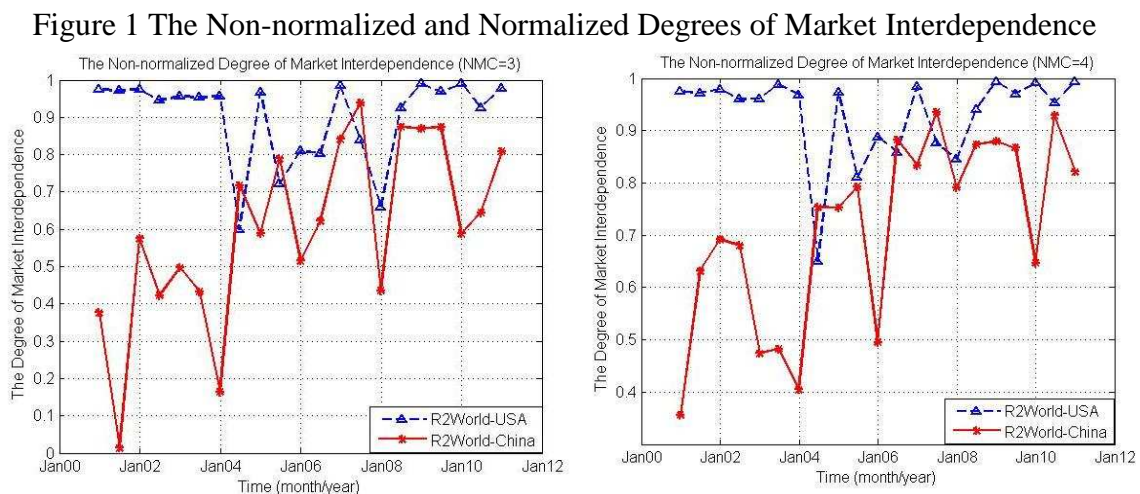 Figure 1 The Non-normalized and Normalized Degrees of Market Interdependence
The Non-normalized Degree of Market Interdependence (NMC=3)
The Degree of Market Interdependence
1
0.9
0.8
0.7
0.6
0.5
0.4
0.3
0.2
0.1
0
R2World-USA
R2World-China
Jan00 Jan02 Jan04 Jan06 Jan08 Jan10 Jan12
Time (month/year)
The Non-normalized Degree of Market Interdependence (NMC=4)
The Degree of Market Interdependence
1
0.9
0.8
0.7
0.6
0.5
0.4
R2World-USA
R2World-China
Jan00 Jan02 Jan04 Jan06 Jan08 Jan10 Jan12
Time (month/year)